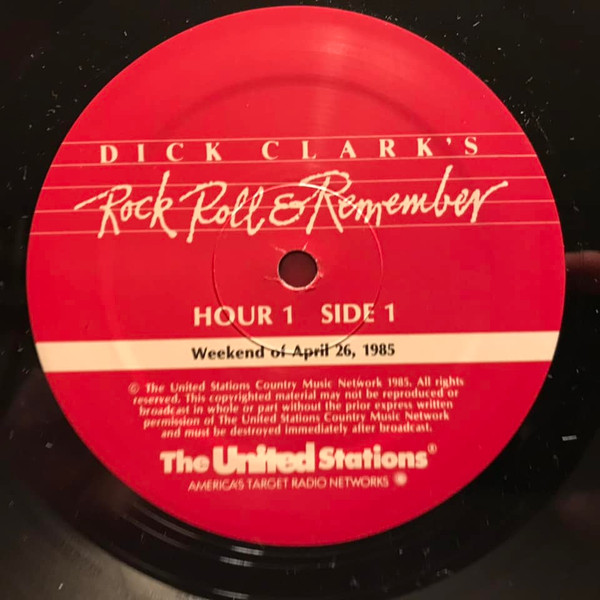 DICK CLARK'S
Rock Roll & Remember
HOUR 1 SIDE 1
Weekend of April 26, 1985
© The United Stations Country Music Network 1985. All rights
reserved. This copyrighted material may not be reproduced or
broadcast in whole or part without the prior express written
permission of The United Stations Country Music Network
and must be destroyed immediately after broadcast.
The United Stations®
AMERICA'S TARGET RADIO NETWORKS